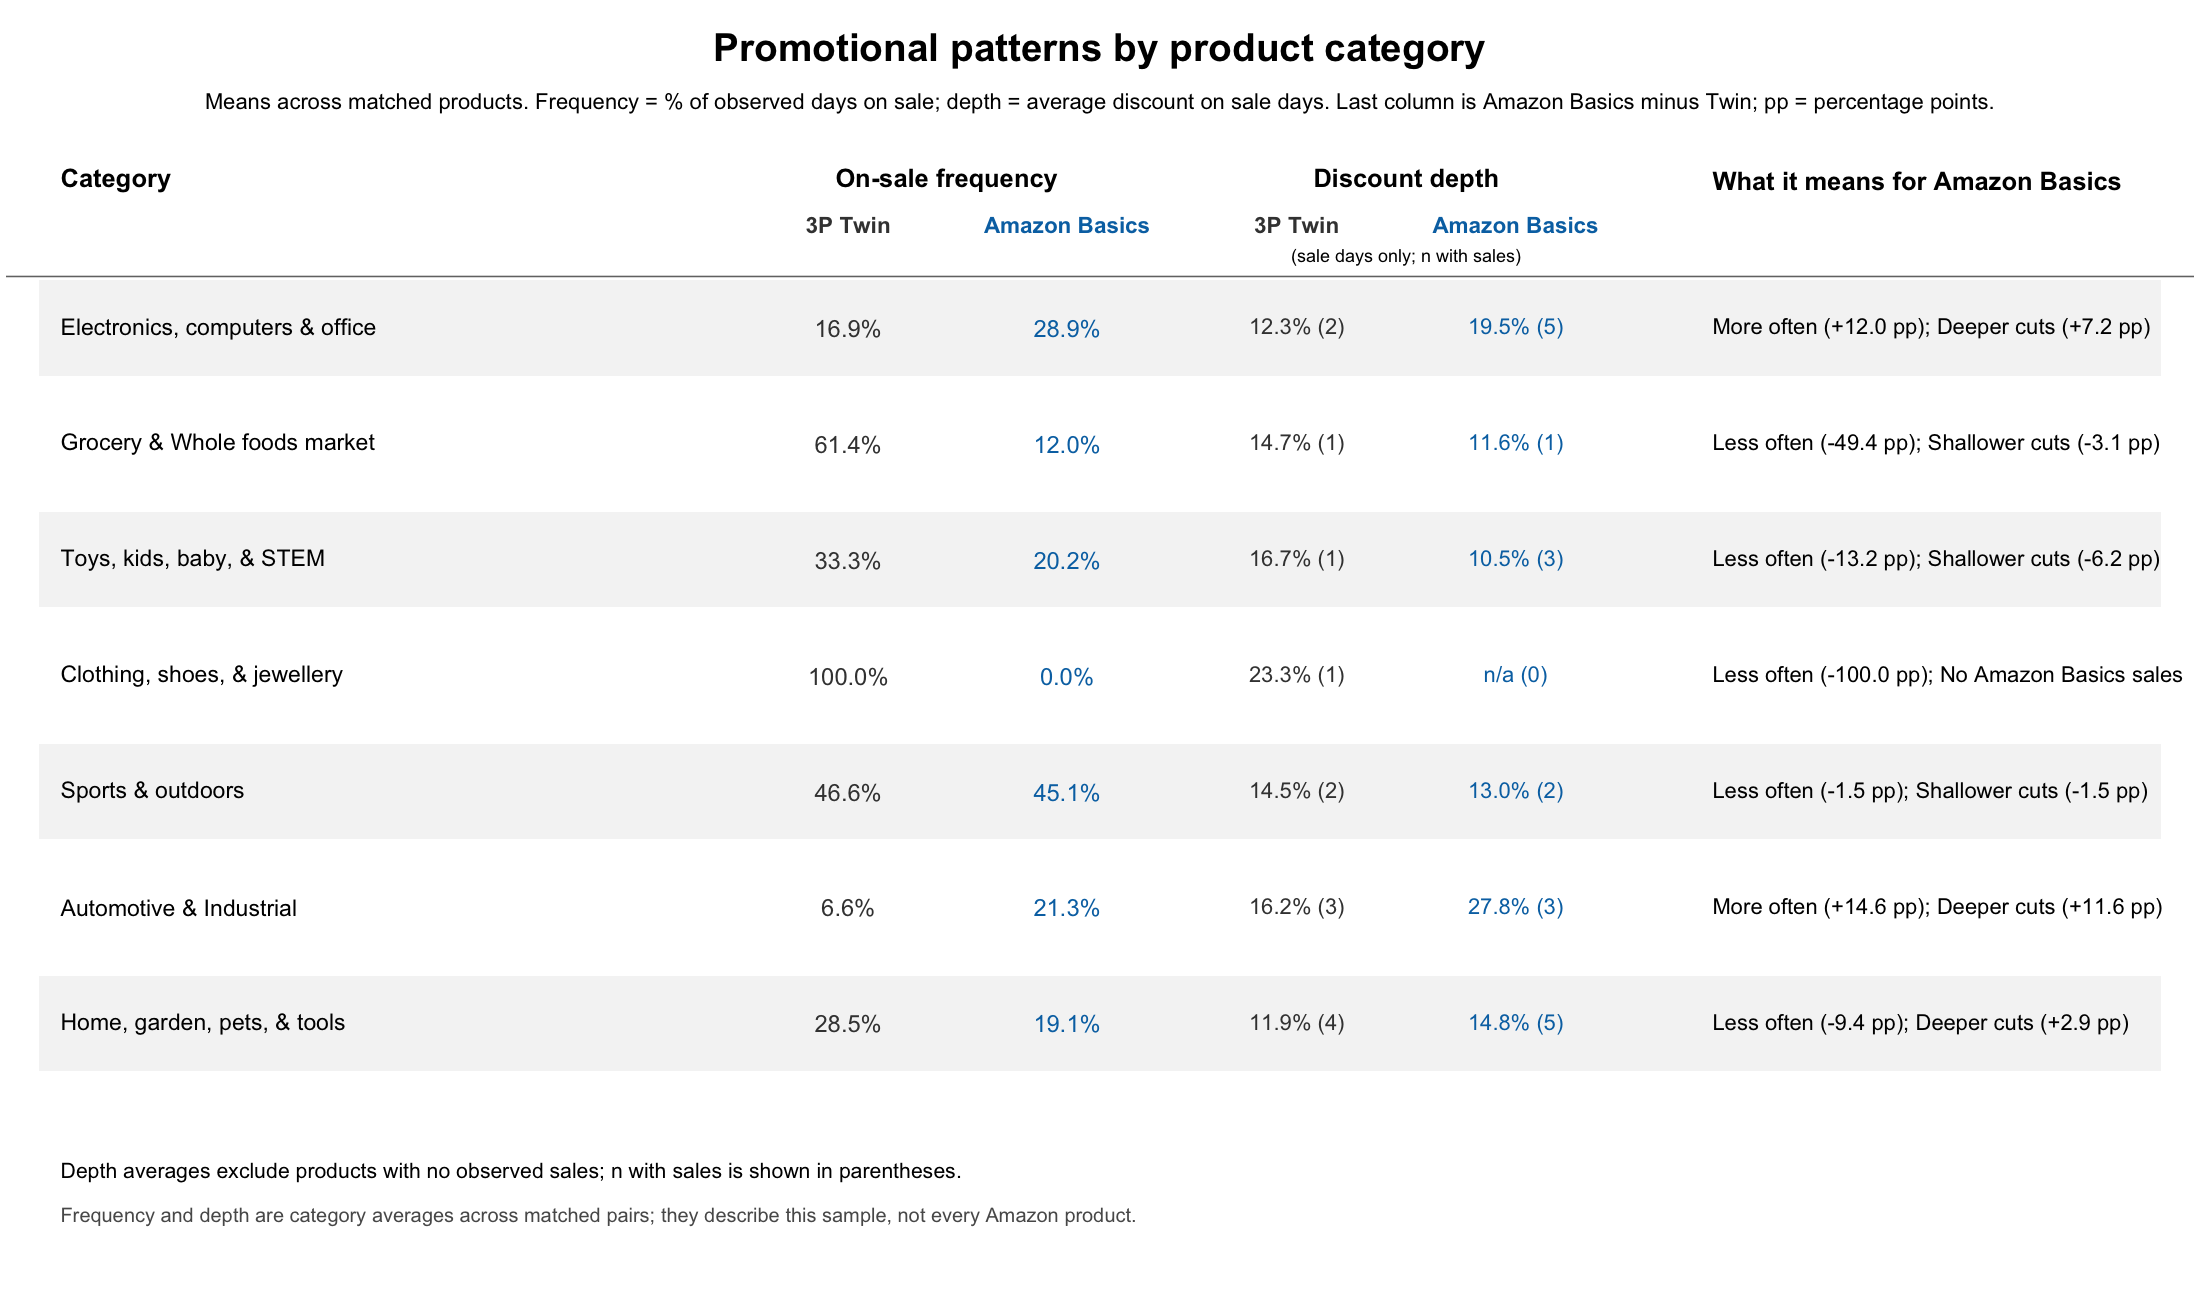 Promotional patterns by product category
Means across matched products. Frequency = % of observed days on sale; depth = average discount on sale days. Last column is Amazon Basics minus Twin; pp = percentage points.
Category On-sale frequency Discount depth What it means for Amazon Basics
3P Twin Amazon Basics 3P Twin Amazon Basics
(sale days only; n with sales)
Electronics, computers & office 16.9% 28.9% 12.3% (2) 19.5% (5) More often (+12.0 pp); Deeper cuts (+7.2 pp)
Grocery & Whole foods market 61.4% 12.0% 14.7% (1) 11.6% (1) Less often (-49.4 pp); Shallower cuts (-3.1 pp)
Toys, kids, baby, & STEM 33.3% 20.2% 16.7% (1) 10.5% (3) Less often (-13.2 pp); Shallower cuts (-6.2 pp)
Clothing, shoes, & jewellery 100.0% 0.0% 23.3% (1) n/a (0) Less often (-100.0 pp); No Amazon Basics sales
Sports & outdoors 46.6% 45.1% 14.5% (2) 13.0% (2) Less often (-1.5 pp); Shallower cuts (-1.5 pp)
Automotive & Industrial 6.6% 21.3% 16.2% (3) 27.8% (3) More often (+14.6 pp); Deeper cuts (+11.6 pp)
Home, garden, pets, & tools 28.5% 19.1% 11.9% (4) 14.8% (5) Less often (-9.4 pp); Deeper cuts (+2.9 pp)
Depth averages exclude products with no observed sales; n with sales is shown in parentheses.
Frequency and depth are category averages across matched pairs; they describe this sample, not every Amazon product.